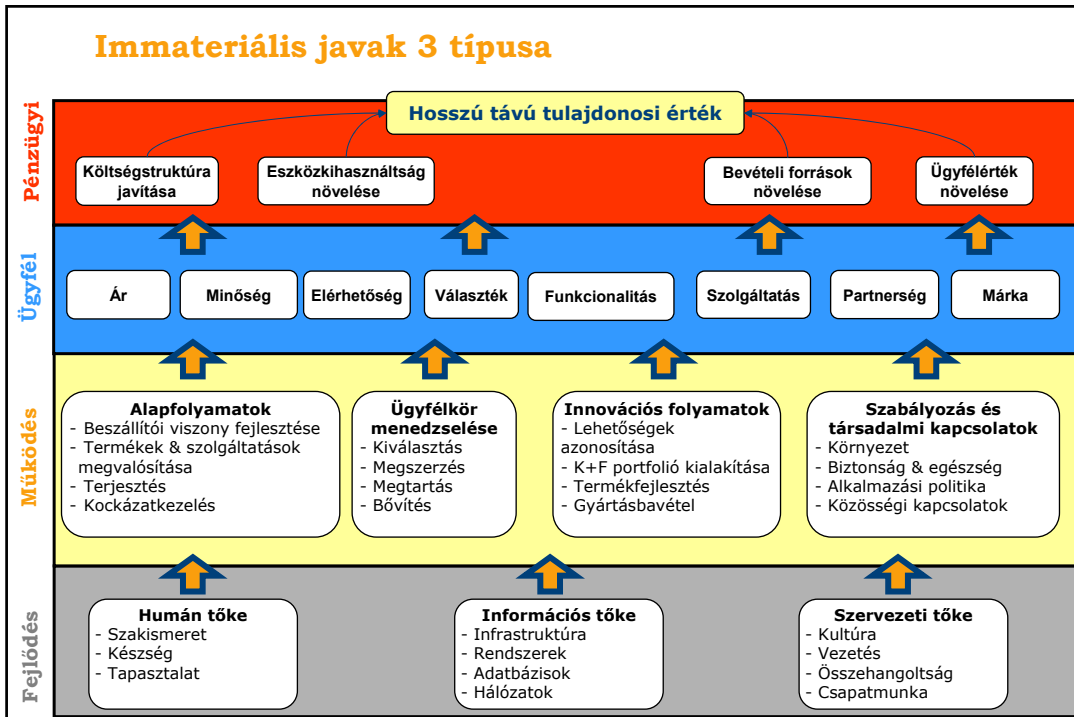 Immateriális javak 3 típusa
Pénzügyi
Hosszú távú tulajdonosi érték
Költségstruktúra
javítása
Eszközkihasználtság
növelése
Bevételi források
növelése
Ügyfélérték
növelése
Ügyfél
Ár
Minőség
Elérhetőség
Választék
Funkcionalitás
Szolgáltatás
Partnerség
Márka
Működés
Alapfolyamatok
- Beszállítói viszony fejlesztése
- Termékek & szolgáltatások
megvalósítása
- Terjesztés
- Kockázatkezelés
Ügyfélkör
menedzselése
- Kiválasztás
- Megszerzés
- Megtartás
- Bővítés
Innovációs folyamatok
- Lehetőségek
azonosítása
- K+F portfolió kialakítása
- Termékfejlesztés
- Gyártásbavétel
Szabályozás és
társadalmi kapcsolatok
- Környezet
- Biztonság & egészség
- Alkalmazási politika
- Közösségi kapcsolatok
Fejlődés
Humán tőke
- Szakismeret
- Készség
- Tapasztalat
Információs tőke
- Infrastruktúra
- Rendszerek
- Adatbázisok
- Hálózatok
Szervezeti tőke
- Kultúra
- Vezetés
- Összehangoltság
- Csapatmunka